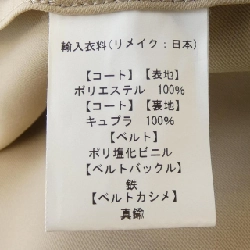 輸入衣料(リメイク:日本)
【コート】【表地】
ポリエステル 100%
【コート】【裏地】
キュプラ 100%
【ベルト】
ポリ塩化ビニル
【ベルトバックル】
鉄
【ベルトカシメ】
真鍮